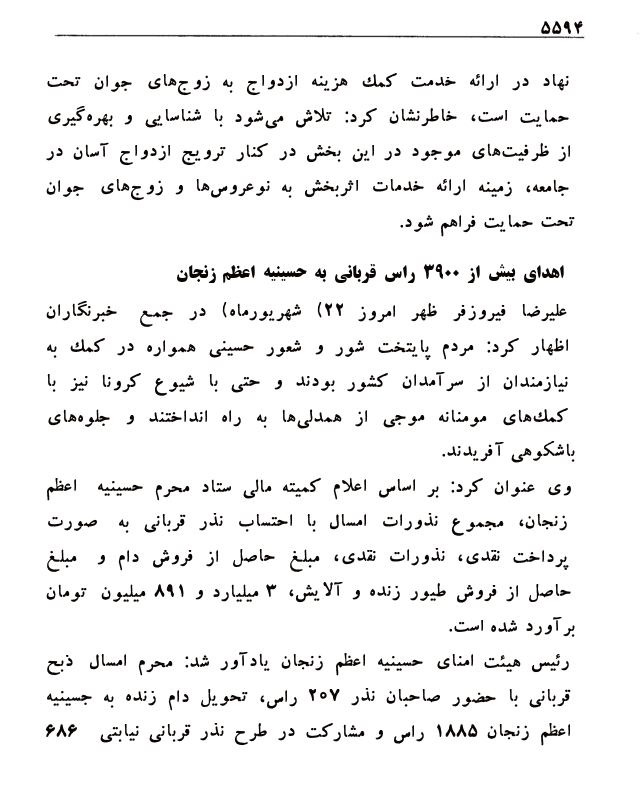 ۵۵۹۴
نهاد در ارائه خدمت کمك هزینه ازدواج به زوج‌های جوان تحت
حمایت است، خاطرنشان کرد: تلاش می‌شود با شناسایی و بهره‌گیری
از ظرفیت‌های موجود در این بخش در کنار ترویج ازدواج آسان در
جامعه، زمینه ارائه خدمات اثربخش به نوعروس‌ها و زوج‌های جوان
تحت حمایت فراهم شود.
اهدای بیش از ۳۹۰۰ راس قربانی به حسینیه اعظم زنجان
علیرضا فیروزفر ظهر امروز ۲۲) شهریورماه) در جمع خبرنگاران
اظهار کرد: مردم پایتخت شور و شعور حسینی همواره در کمك به
نیازمندان از سرآمدان کشور بودند و حتی با شیوع کرونا نیز با
کمك‌های مومنانه موجی از همدلی‌ها به راه انداختند و جلوه‌های
باشکوهی آفریدند.
وی عنوان کرد: بر اساس اعلام کمیته مالی ستاد محرم حسینیه اعظم
زنجان، مجموع نذورات امسال با احتساب نذر قربانی به صورت
پرداخت نقدی، نذورات نقدی، مبلغ حاصل از فروش دام و مبلغ
حاصل از فروش طیور زنده و آلایش، ۳ میلیارد و ۸۹۱ میلیون تومان
برآورد شده است.
رئیس هیئت امنای حسینیه اعظم زنجان یادآور شد: محرم امسال ذبح
قربانی با حضور صاحبان نذر ۲۵۷ راس، تحویل دام زنده به حسینیه
اعظم زنجان ۱۸۸۵ راس و مشارکت در طرح نذر قربانی نیابتی ۶۸۶